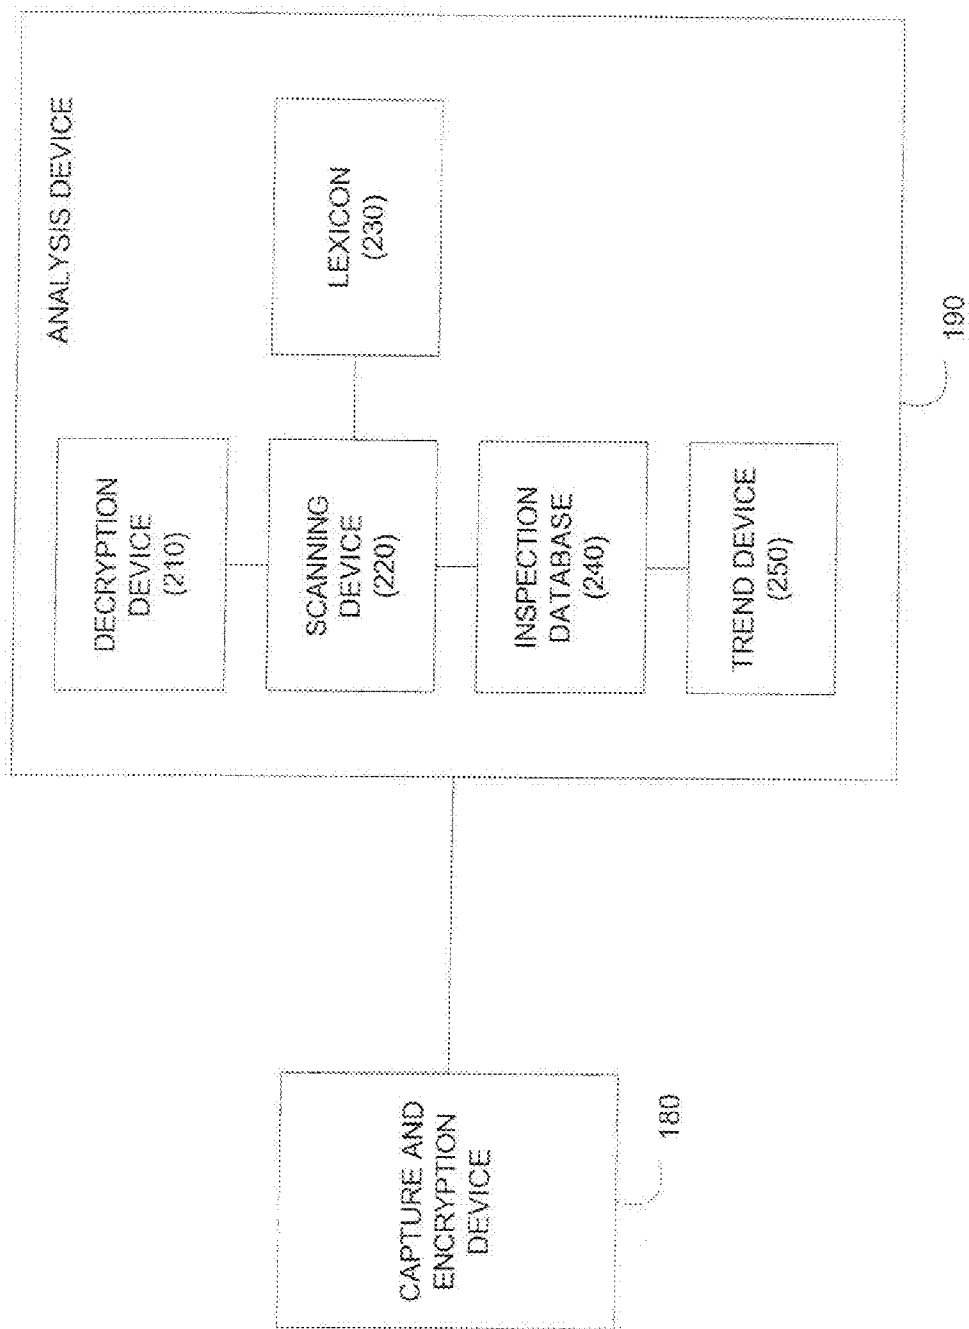 ANALYSIS DEVICE
DECRYPTION
DEVICE
(210)
SCANNING
DEVICE
(220)
LEXICON
(230)
INSPECTION
DATABASE
(240)
TREND DEVICE
(250)
190
CAPTURE AND
ENCRYPTION
DEVICE
180